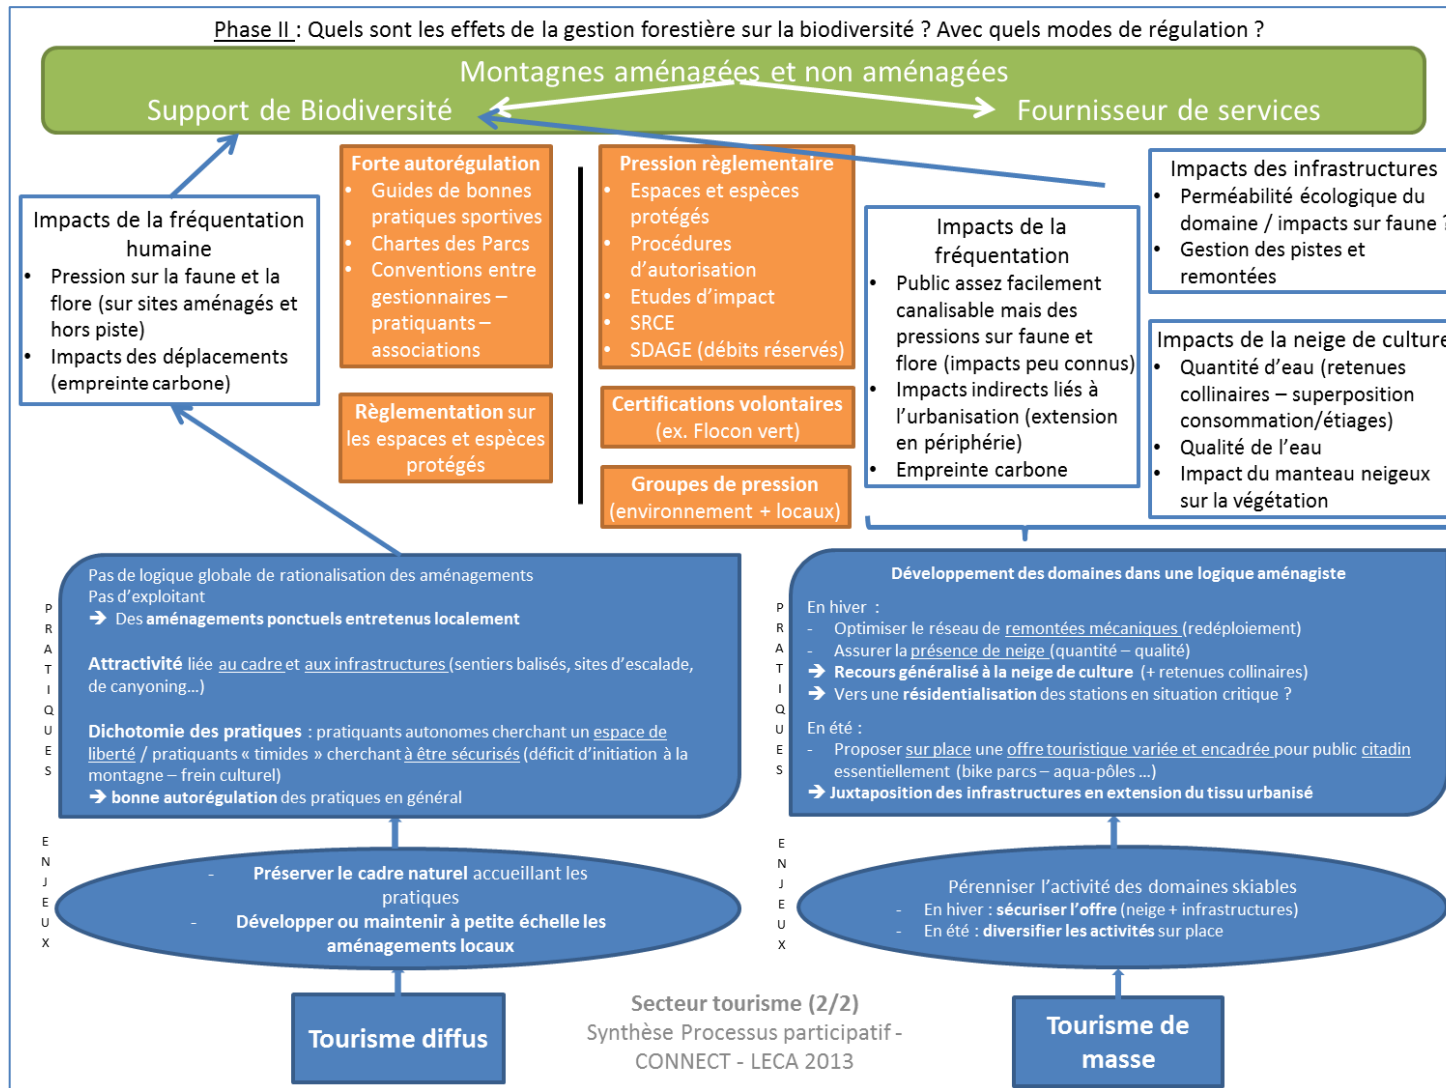 Phase II : Quels sont les effets de la gestion forestière sur la biodiversité ? Avec quels modes de régulation ?
Montagnes aménagées et non aménagées
Support de Biodiversité
Fournisseur de services
Impacts de la fréquentation
humaine
• Pression sur la faune et la
flore (sur sites aménagés et
hors piste)
• Impacts des déplacements
(empreinte carbone)
Forte autorégulation
• Guides de bonnes
pratiques sportives
• Chartes des Parcs
• Conventions entre
gestionnaires –
pratiquants –
associations
Règlementation sur
les espaces et espèces
protégés
Pression règlementaire
• Espaces et espèces
protégés
• Procédures
d'autorisation
• Etudes d'impact
• SRCE
• SDAGE (débits réservés)
Certifications volontaires
(ex. Flocon vert)
Groupes de pression
(environnement + locaux)
Impacts de la
fréquentation
• Public assez facilement
canalisable mais des
pressions sur faune et
flore (impacts peu connus)
• Impacts indirects liés à
l'urbanisation (extension
en périphérie)
• Empreinte carbone
Impacts des infrastructures
• Perméabilité écologique du
domaine / impacts sur faune ?
• Gestion des pistes et
remontées
Impacts de la neige de culture
• Quantité d'eau (retenues
collinaires – superposition
consommation/étiages)
• Qualité de l'eau
• Impact du manteau neigeux
sur la végétation
PRATIQUES
Pas de logique globale de rationalisation des aménagements
Pas d'exploitant
➔ Des aménagements ponctuels entretenus localement
Attractivité liée au cadre et aux infrastructures (sentiers balisés, sites d'escalade,
de canyoning…)
Dichotomie des pratiques : pratiquants autonomes cherchant un espace de
liberté / pratiquants « timides » cherchant à être sécurisés (déficit d'initiation à la
montagne – frein culturel)
➔ bonne autorégulation des pratiques en général
PRATIQUES
Développement des domaines dans une logique aménagiste
En hiver :
- Optimiser le réseau de remontées mécaniques (redéploiement)
- Assurer la présence de neige (quantité – qualité)
➔ Recours généralisé à la neige de culture (+ retenues collinaires)
➔ Vers une résidentialisation des stations en situation critique ?
En été :
- Proposer sur place une offre touristique variée et encadrée pour public citadin
essentiellement (bike parcs – aqua-pôles …)
➔ Juxtaposition des infrastructures en extension du tissu urbanisé
ENJEUX
- Préserver le cadre naturel accueillant les
pratiques
- Développer ou maintenir à petite échelle les
aménagements locaux
ENJEUX
Pérenniser l'activité des domaines skiables
- En hiver : sécuriser l'offre (neige + infrastructures)
- En été : diversifier les activités sur place
Tourisme diffus
Secteur tourisme (2/2)
Synthèse Processus participatif -
CONNECT - LECA 2013
Tourisme de
masse